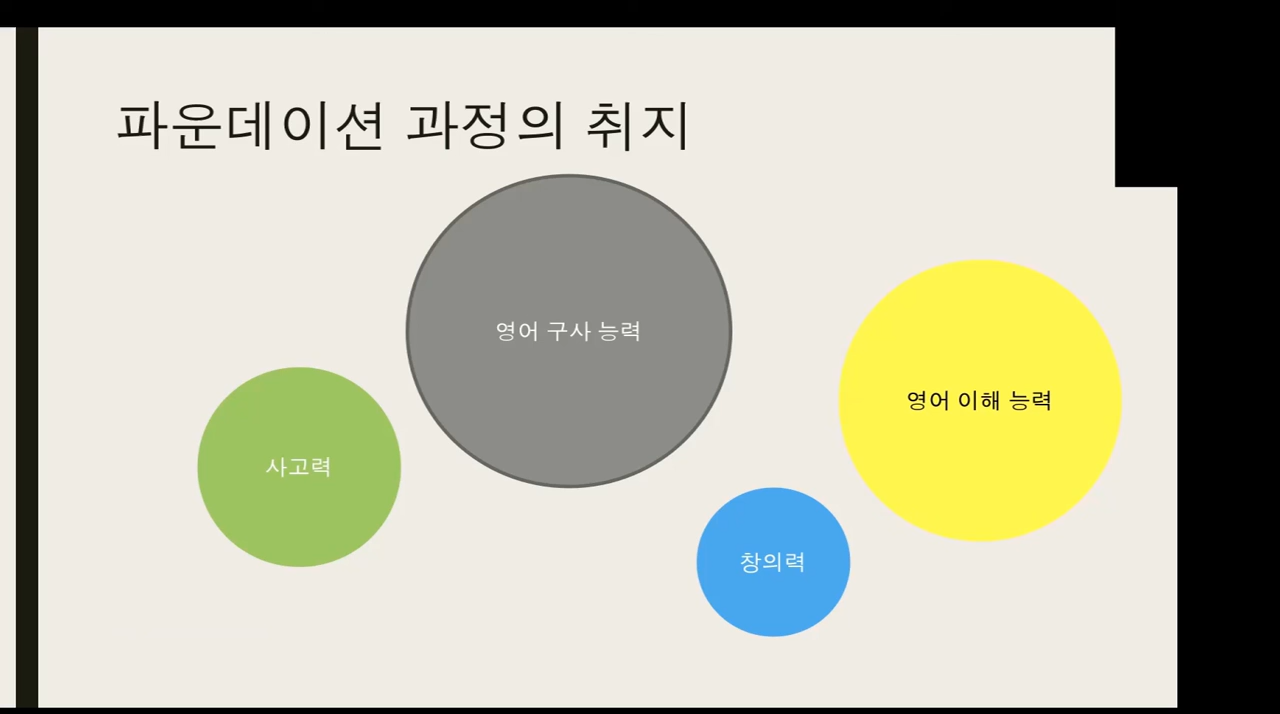 파운데이션 과정의 취지
영어 구사 능력
영어 이해 능력
사고력
창의력